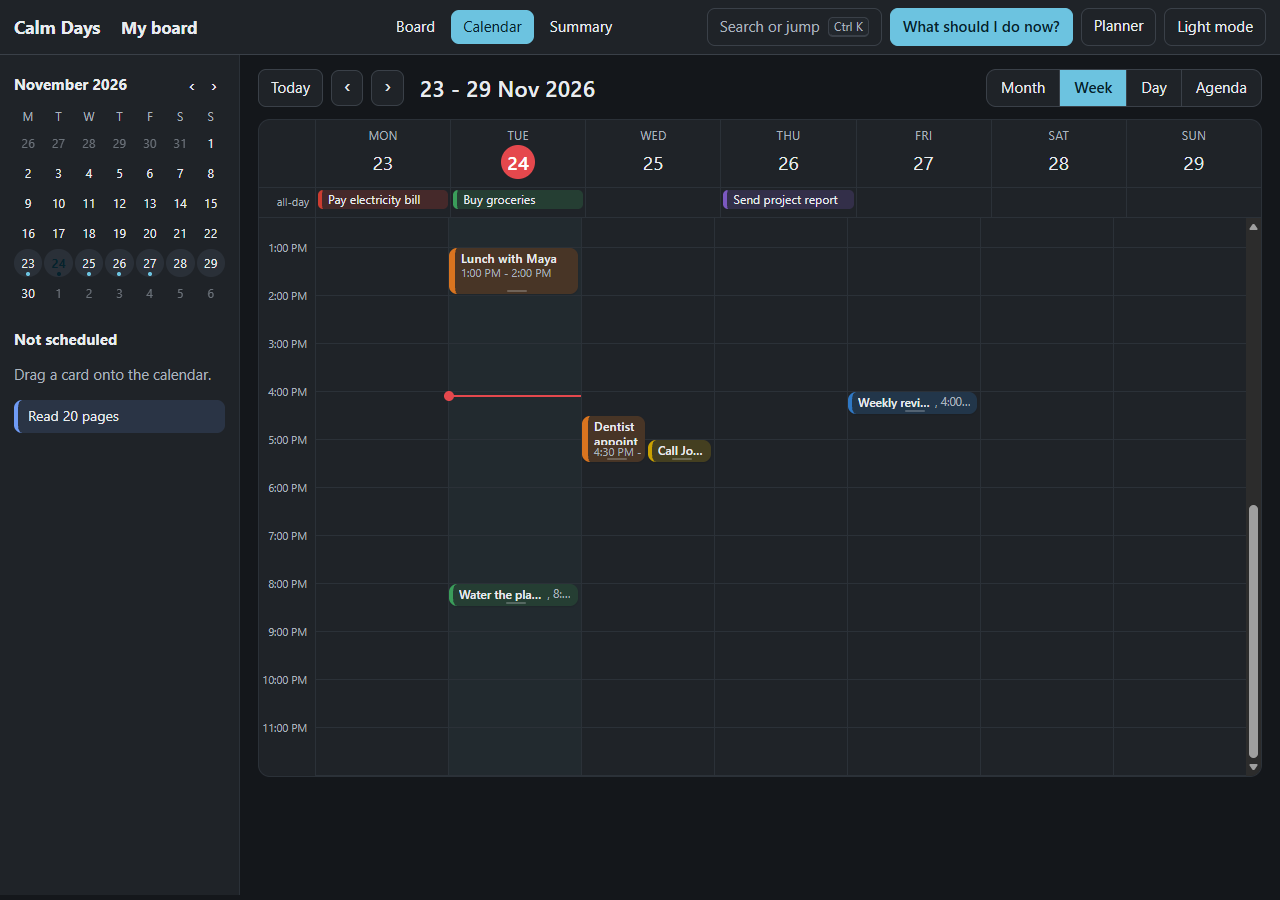 Calm Days My board Board Calendar Summary Search or jump Ctrl K What should I do now? Planner Light mode
November 2026 ‹ ›
M T W T F S S
26 27 28 29 30 31 1
2 3 4 5 6 7 8
9 10 11 12 13 14 15
16 17 18 19 20 21 22
23 24 25 26 27 28 29
30 1 2 3 4 5 6
Not scheduled
Drag a card onto the calendar.
Read 20 pages
Today ‹ › 23 - 29 Nov 2026 Month Week Day Agenda
MON TUE WED THU FRI SAT SUN
23 24 25 26 27 28 29
all-day Pay electricity bill Buy groceries Send project report
1:00 PM
Lunch with Maya
1:00 PM - 2:00 PM
2:00 PM
3:00 PM
4:00 PM
Weekly revi... , 4:00...
Dentist
appoint
4:30 PM -
5:00 PM
Call Jo...
6:00 PM
7:00 PM
8:00 PM
Water the pla... , 8:...
9:00 PM
10:00 PM
11:00 PM